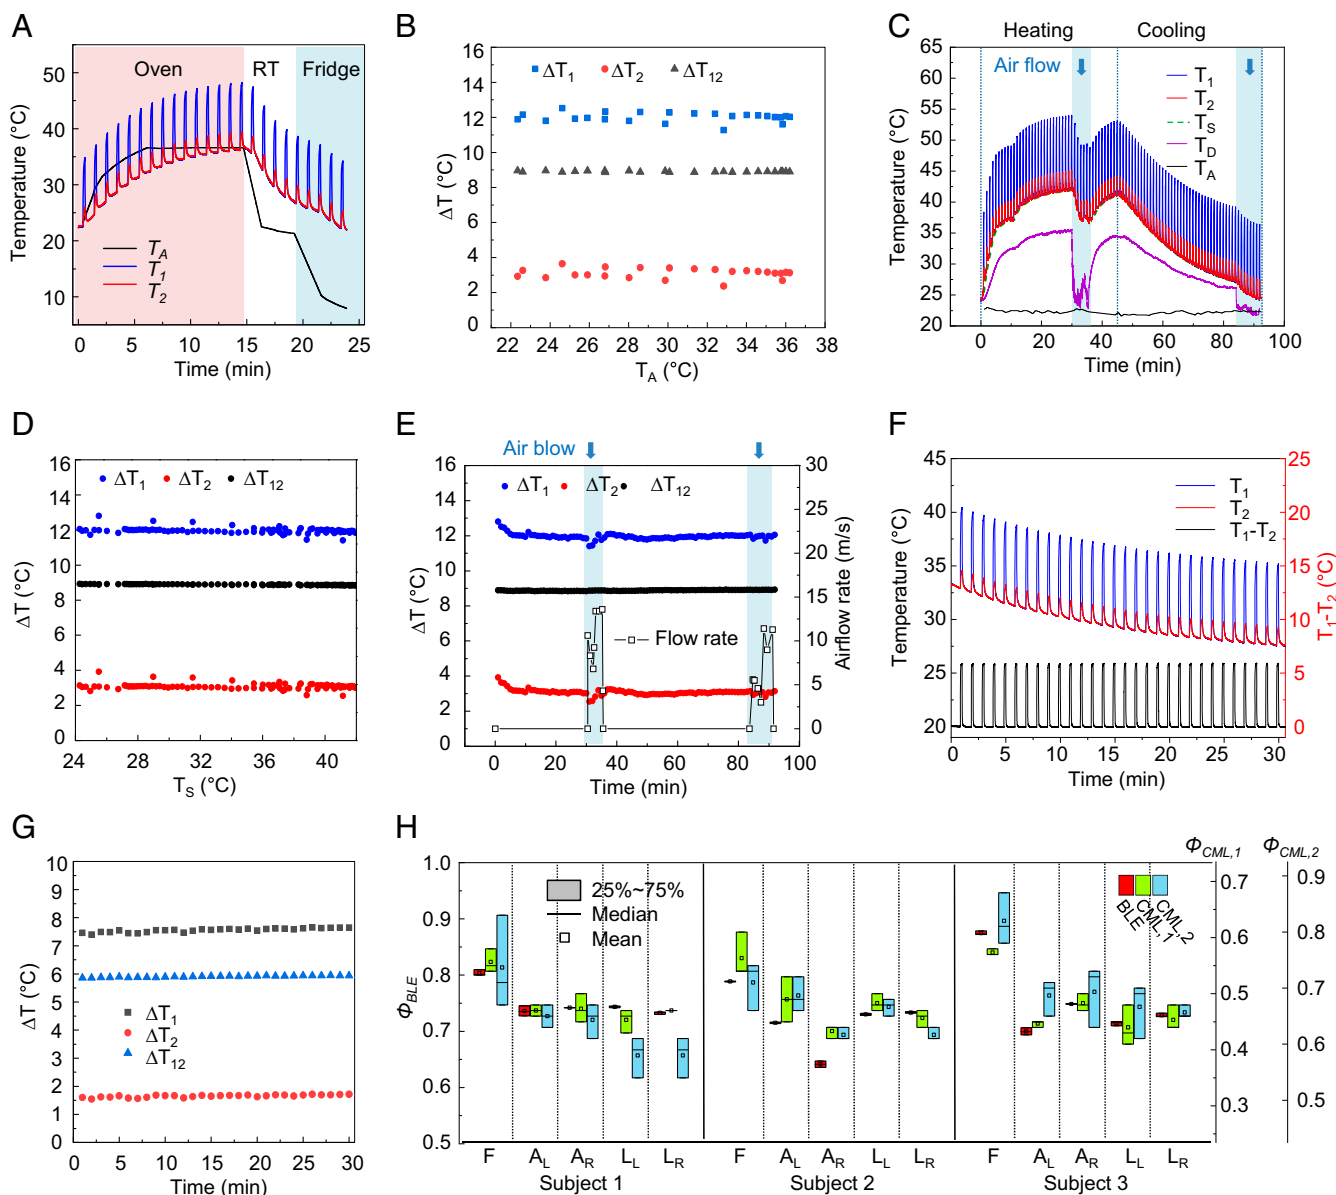 A
Oven
RT
Fridge
50
40
30
20
10
Temperature (°C)
T_A
T_1
T_2
0 5 10 15 20 25
Time (min)
B
ΔT1 ΔT2 ΔT12
16
14
12
10
8
6
4
2
0
ΔT (°C)
22 24 26 28 30 32 34 36 38
TA (°C)
C
Heating Cooling
Air flow
65
60
55
50
45
40
35
30
25
20
Temperature (°C)
T1
T2
TS
TD
TA
0 20 40 60 80 100
Time (min)
D
ΔT1 ΔT2 ΔT12
16
14
12
10
8
6
4
2
0
ΔT (°C)
24 28 32 36 40
TS (°C)
E
Air blow
ΔT1 ΔT2 ΔT12
16
14
12
10
8
6
4
2
0
ΔT (°C)
Flow rate
30
25
20
15
10
5
0
Airflow rate (m/s)
0 20 40 60 80 100
Time (min)
F
45
40
35
30
25
20
Temperature (°C)
T1
T2
T1-T2
25
20
15
10
5
0
T1-T2 (°C)
0 5 10 15 20 25 30
Time (min)
G
10
9
8
7
6
5
4
3
2
1
0
ΔT (°C)
ΔT1
ΔT2
ΔT12
0 5 10 15 20 25 30
Time (min)
H
1.0
0.9
0.8
0.7
0.6
0.5
ΦBLE
25%~75%
Median
Mean
BLE
CML,1
CML,2
ΦCML,1 ΦCML,2
0.7
0.6
0.5
0.4
0.3
0.9
0.8
0.7
0.6
0.5
F AL AR LL LR F AL AR LL LR F AL AR LL LR
Subject 1 Subject 2 Subject 3